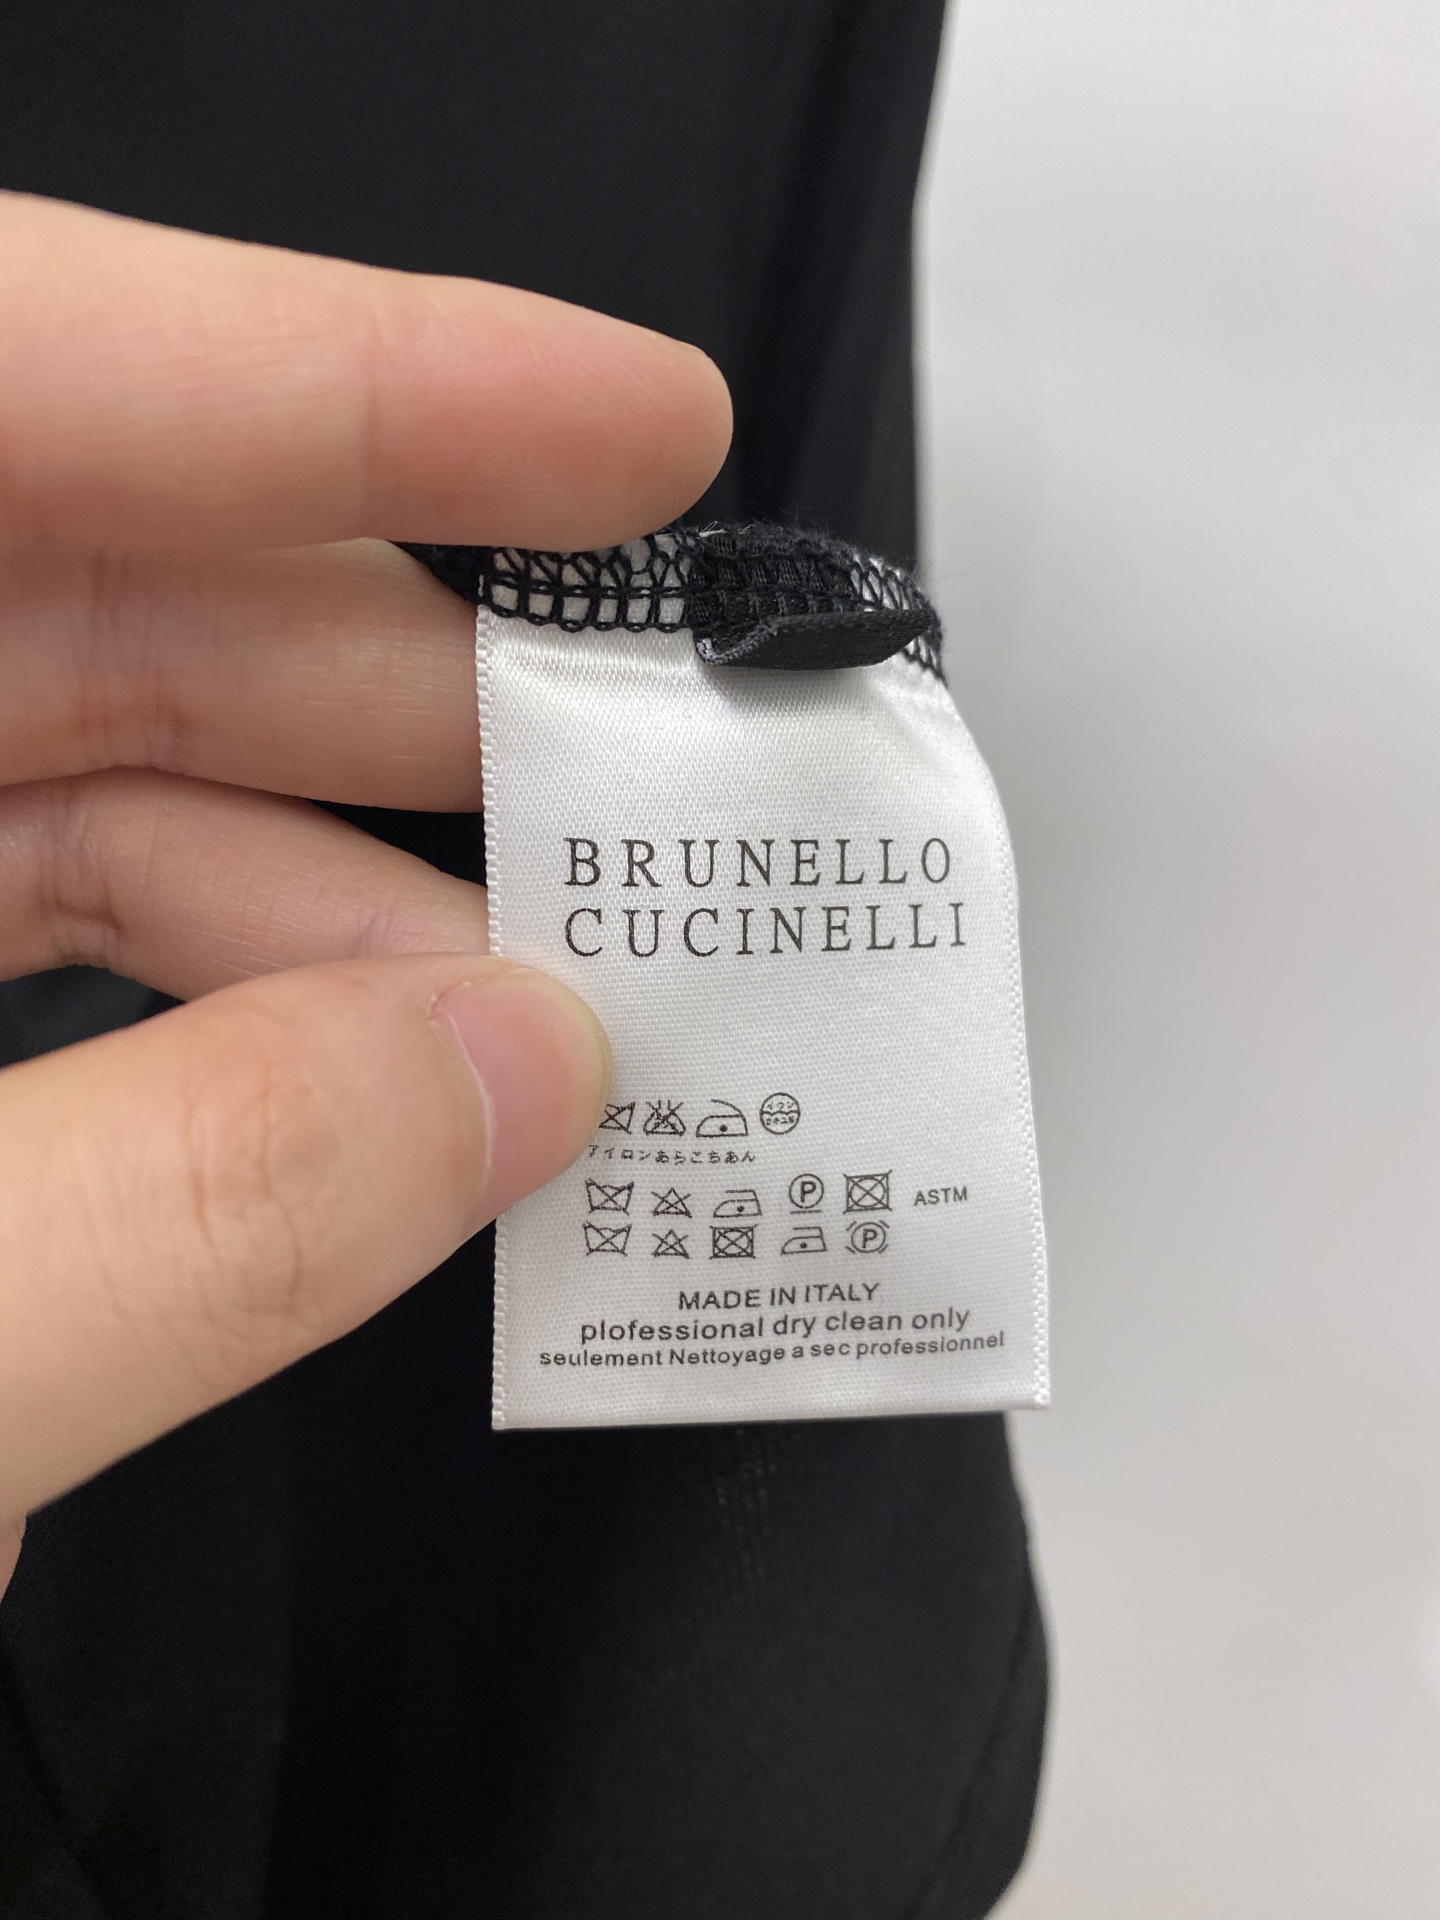 BRUNELLO
CUCINELLI
アイロンあらこちあん
P ASTM
P
MADE IN ITALY
plofessional dry clean only
seulement Nettoyage a sec professionnel